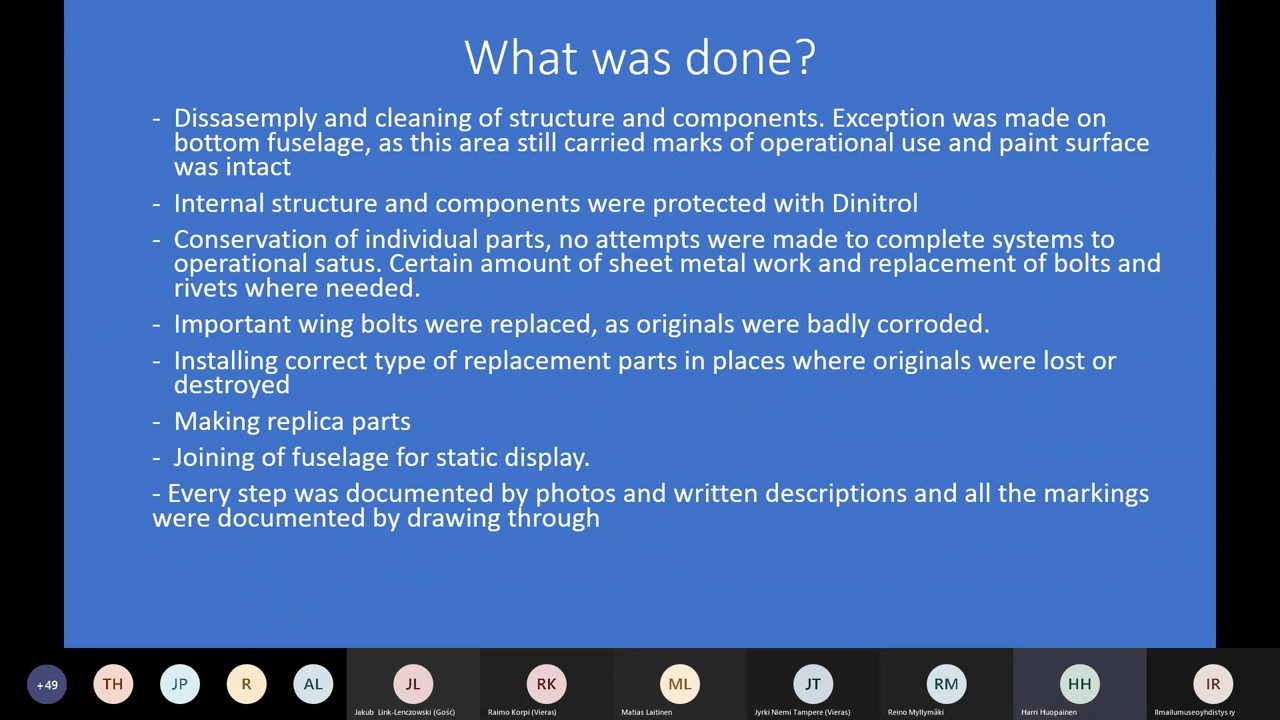 What was done?
- Dissasemply and cleaning of structure and components. Exception was made on
bottom fuselage, as this area still carried marks of operational use and paint surface
was intact
- Internal structure and components were protected with Dinitrol
- Conservation of individual parts, no attempts were made to complete systems to
operational satus. Certain amount of sheet metal work and replacement of bolts and
rivets where needed.
- Important wing bolts were replaced, as originals were badly corroded.
- Installing correct type of replacement parts in places where originals were lost or
destroyed
- Making replica parts
- Joining of fuselage for static display.
- Every step was documented by photos and written descriptions and all the markings
were documented by drawing through
+49 TH JP R AL JL RK ML JT RM HH IR
Jakub Link-Lenczowski (Gość) Raimo Korpi (Vieras) Matias Laitinen Jyrki Niemi Tampere (Vieras) Reino Myllymäki Harri Huopainen Ilmailumuseoyhdistys ry